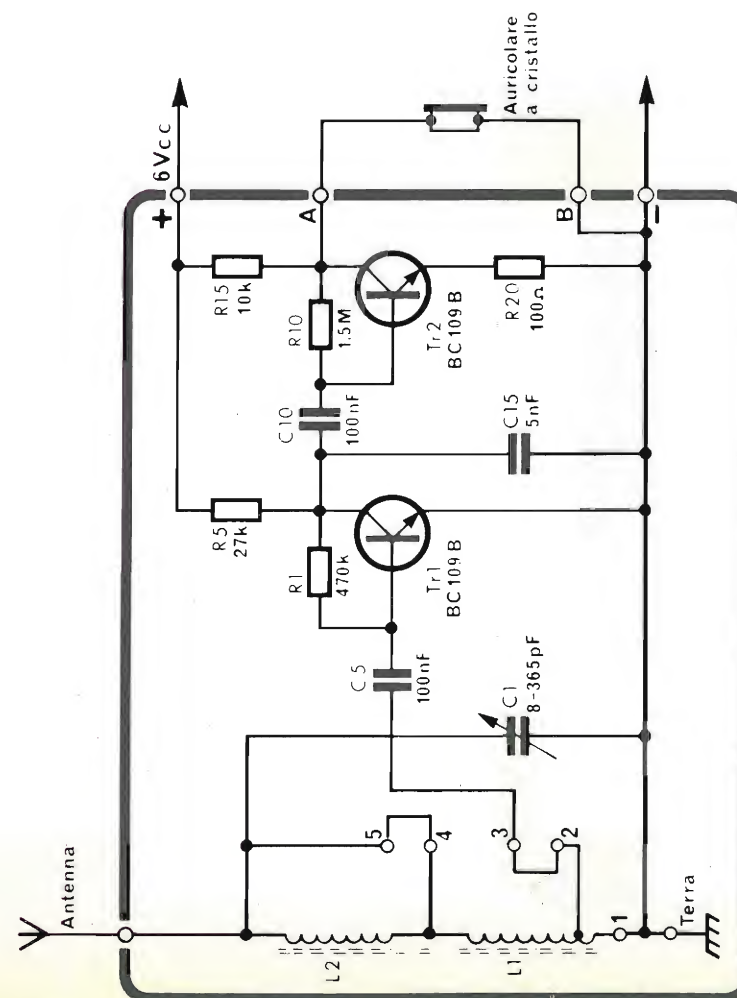 Antenna
L2
L1
5
4
3
2
1
Terra
C1
8-365pF
C5
100nF
R1
470k
R5
27k
Tr1
BC109B
C15
5nF
C10
100nF
R10
1.5M
R15
10k
Tr2
BC109B
R20
100Ω
+
6Vcc
A
B
−
Auricolare
a cristallo